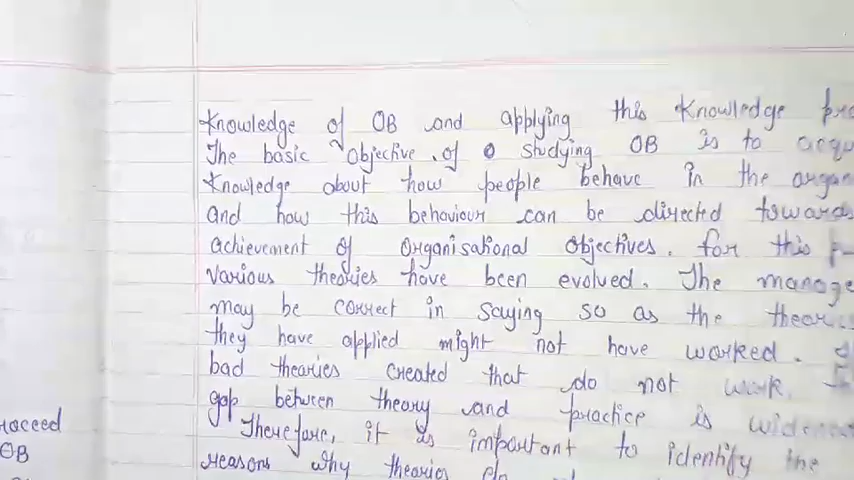 Knowledge of OB and applying this Knowledge
The basic objective of studying OB is to
Knowledge about how people behave in the
and how this behaviour can be directed towards
achievement of organisational objectives. for this
various theories have been evolved. The
may be correct in saying so as the
they have applied might not have worked.
bad theories created that do not work.
gap between theory and practice is
Therefore, it is important to identify the
reasons why theories do
OB